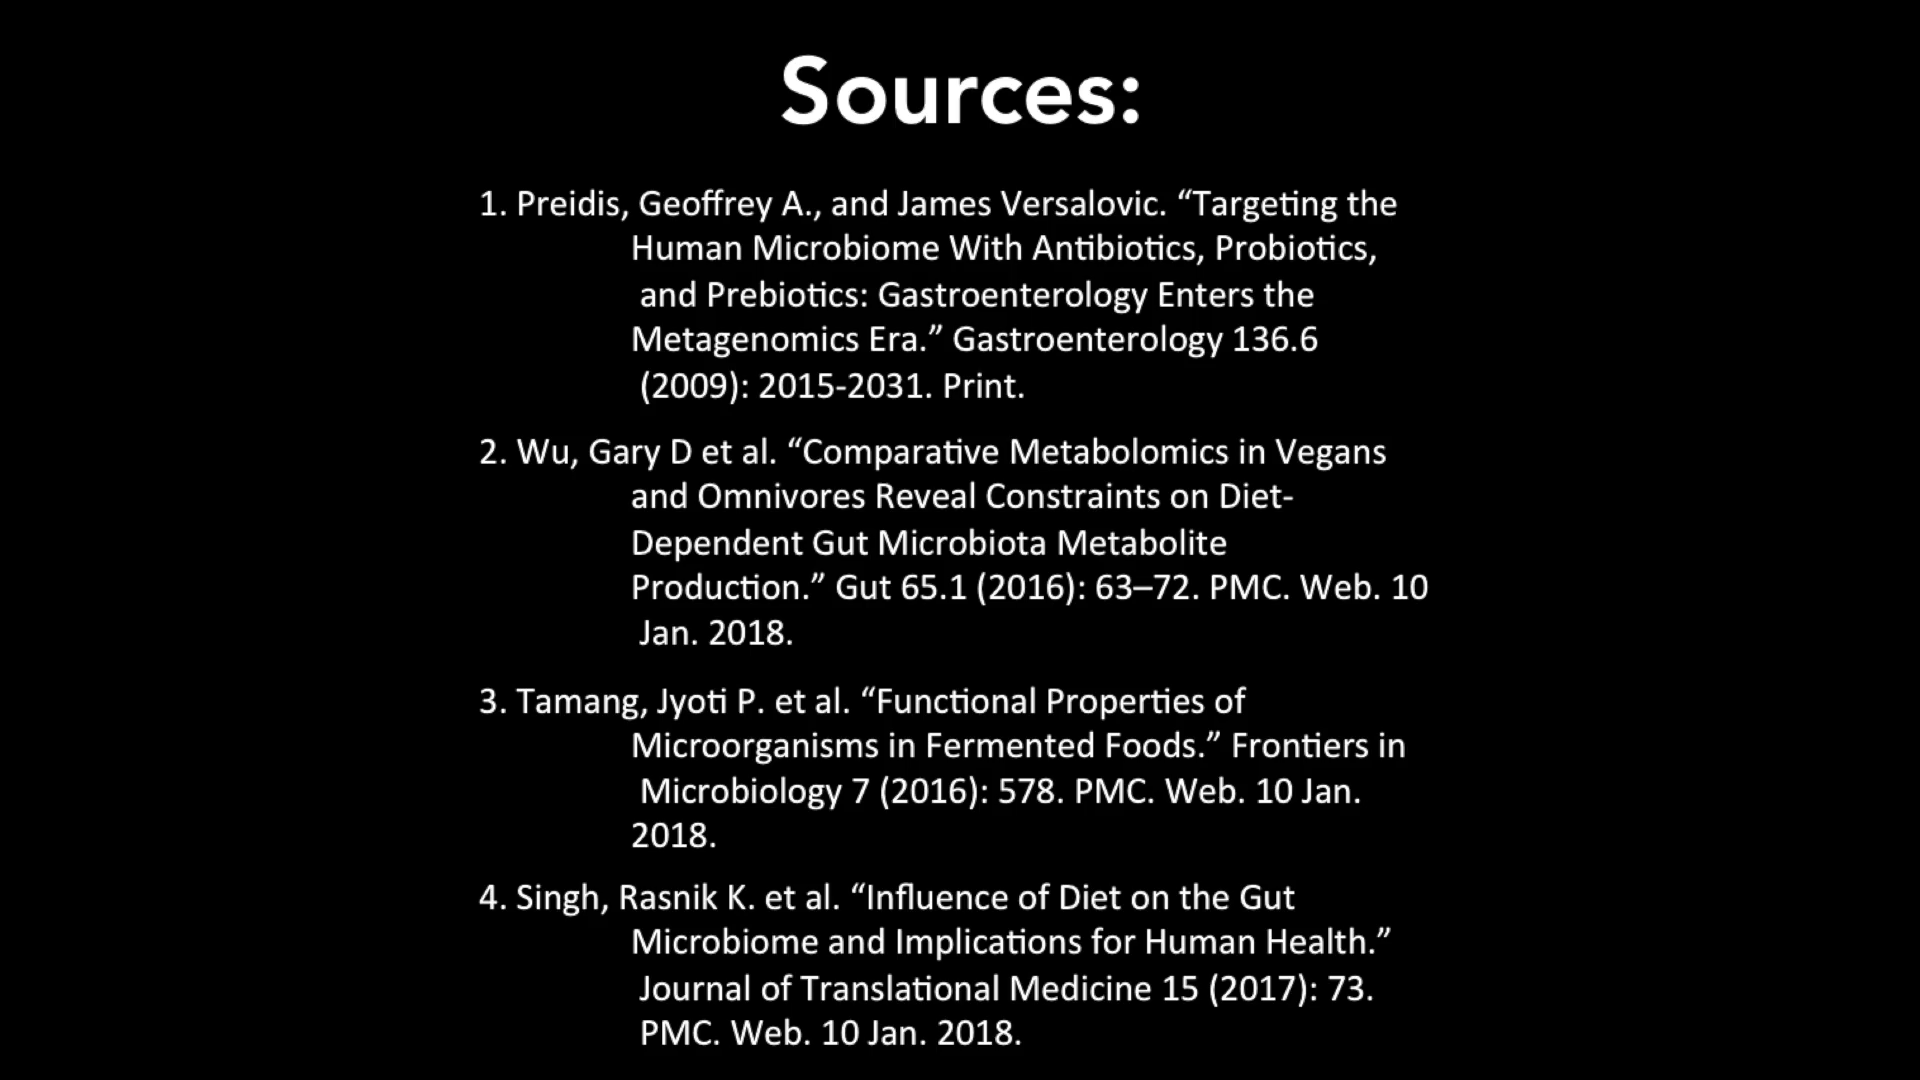 Sources:
1. Preidis, Geoffrey A., and James Versalovic. “Targeting the
Human Microbiome With Antibiotics, Probiotics,
and Prebiotics: Gastroenterology Enters the
Metagenomics Era.” Gastroenterology 136.6
(2009): 2015-2031. Print.
2. Wu, Gary D et al. “Comparative Metabolomics in Vegans
and Omnivores Reveal Constraints on Diet-
Dependent Gut Microbiota Metabolite
Production.” Gut 65.1 (2016): 63–72. PMC. Web. 10
Jan. 2018.
3. Tamang, Jyoti P. et al. “Functional Properties of
Microorganisms in Fermented Foods.” Frontiers in
Microbiology 7 (2016): 578. PMC. Web. 10 Jan.
2018.
4. Singh, Rasnik K. et al. “Influence of Diet on the Gut
Microbiome and Implications for Human Health.”
Journal of Translational Medicine 15 (2017): 73.
PMC. Web. 10 Jan. 2018.